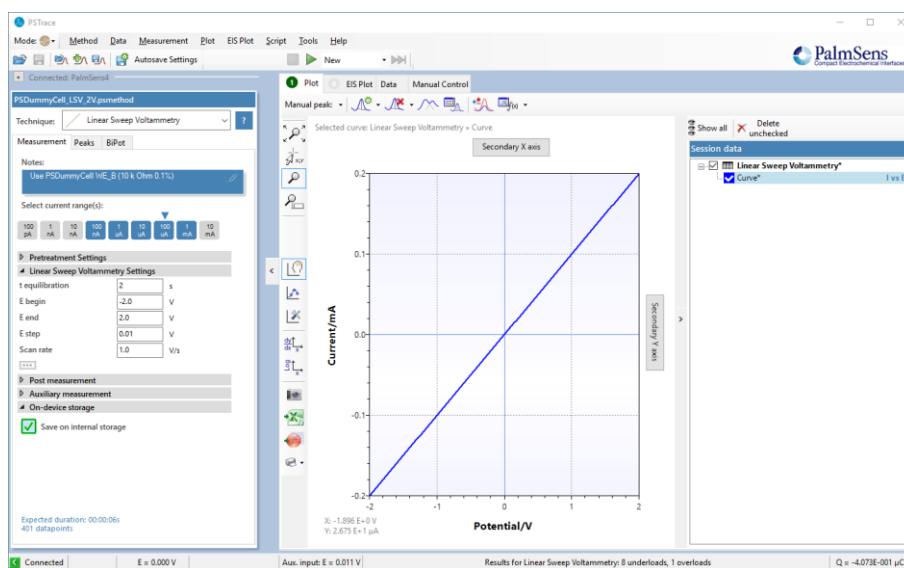 PSTrace
Mode: Method Data Measurement Plot EIS Plot Script Tools Help
Autosave Settings
New
PalmSens
Compact Electrochemical Interfaces
Connected: PalmSens4
PSDummyCell_LSV_2V.psmethod
Technique: Linear Sweep Voltammetry ?
Measurement Peaks BiPot
Notes:
Use PSDummyCell WE_B (10 k Ohm 0.1%)
Select current range(s):
100 pA 1 nA 10 nA 100 nA 1 uA 10 uA 100 uA 1 mA 10 mA
Pretreatment Settings
Linear Sweep Voltammetry Settings
t equilibration 2 s
E begin -2.0 V
E end 2.0 V
E step 0.01 V
Scan rate 1.0 V/s
Post measurement
Auxiliary measurement
On-device storage
Save on internal storage
Expected duration: 00:00:06s
401 datapoints
1 Plot EIS Plot Data Manual Control
Manual peak:
Selected curve: Linear Sweep Voltammetry » Curve
Secondary X axis
Current/mA
0.2
0.1
0.0
-0.1
-0.2
-2 -1 0 1 2
Potential/V
X: -1.896 E+0 V
Y: 2.675 E+1 µA
Secondary Y axis
Show all Delete unchecked
Session data
Linear Sweep Voltammetry*
Curve* I vs E
Connected E = 0.000 V Aux. input: E = 0.011 V Results for Linear Sweep Voltammetry: 8 underloads, 1 overloads Q = -4.073E-001 µC